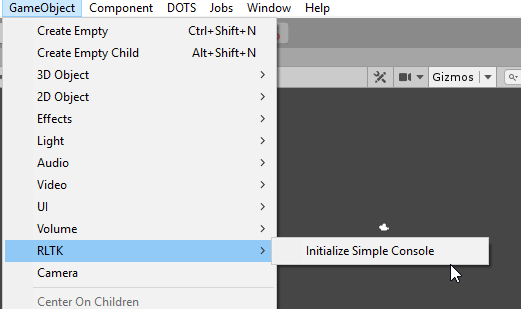 GameObject Component DOTS Jobs Window Help
Create Empty Ctrl+Shift+N
Create Empty Child Alt+Shift+N
3D Object
2D Object
Effects
Gizmos
Light
Audio
Video
UI
Volume
RLTK
Initialize Simple Console
Camera
Center On Children